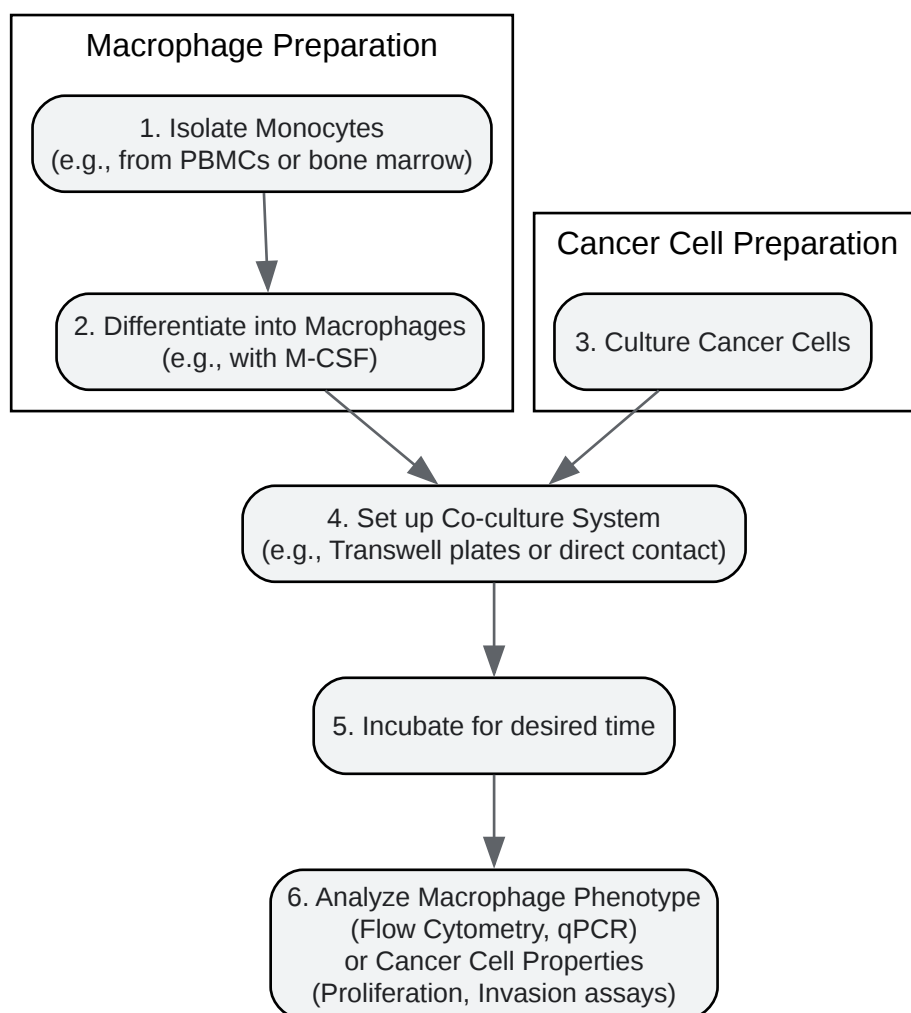 Macrophage Preparation
1. Isolate Monocytes
(e.g., from PBMCs or bone marrow)
2. Differentiate into Macrophages
(e.g., with M-CSF)
Cancer Cell Preparation
3. Culture Cancer Cells
4. Set up Co-culture System
(e.g., Transwell plates or direct contact)
5. Incubate for desired time
6. Analyze Macrophage Phenotype
(Flow Cytometry, qPCR)
or Cancer Cell Properties
(Proliferation, Invasion assays)